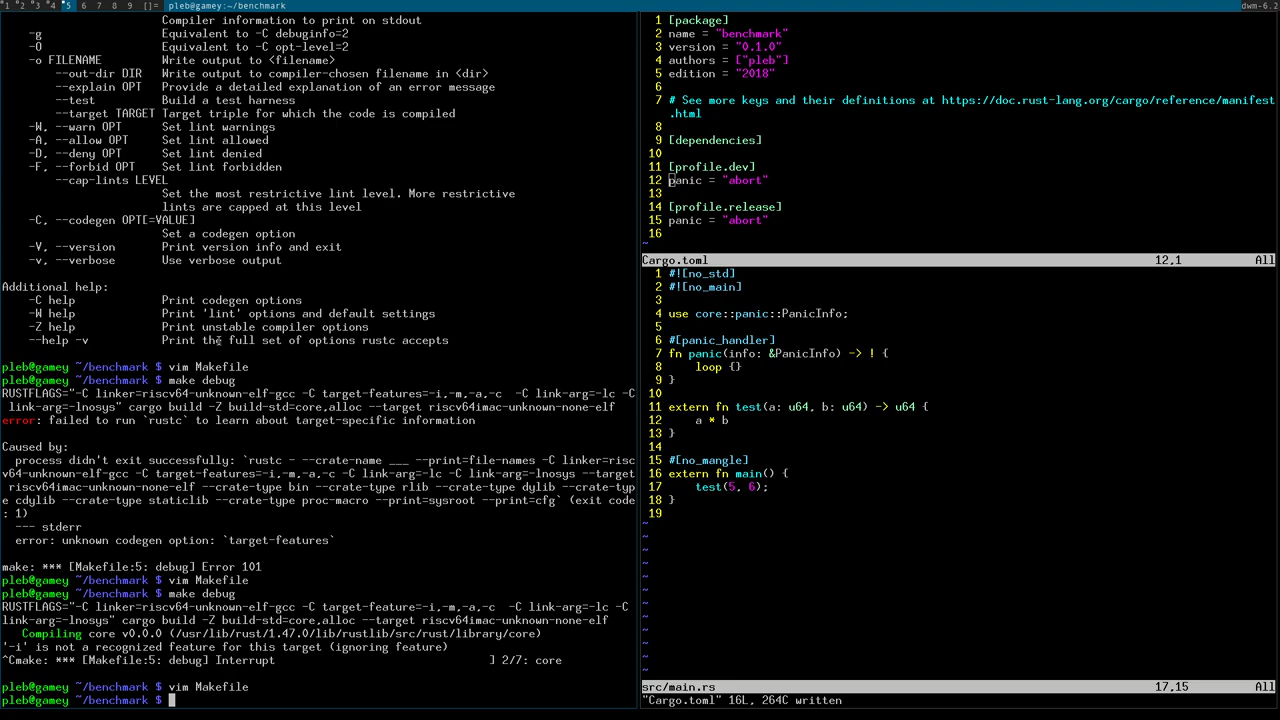 1 2 3 4 5 6 7 8 9 []= pleb@gamey:~/benchmark dwm-6.2
Compiler information to print on stdout
-g Equivalent to -C debuginfo=2
-O Equivalent to -C opt-level=2
-o FILENAME Write output to <filename>
--out-dir DIR Write output to compiler-chosen filename in <dir>
--explain OPT Provide a detailed explanation of an error message
--test Build a test harness
--target TARGET Target triple for which the code is compiled
-W, --warn OPT Set lint warnings
-A, --allow OPT Set lint allowed
-D, --deny OPT Set lint denied
-F, --forbid OPT Set lint forbidden
--cap-lints LEVEL
Set the most restrictive lint level. More restrictive
lints are capped at this level
-C, --codegen OPT[=VALUE]
Set a codegen option
-V, --version Print version info and exit
-v, --verbose Use verbose output
Additional help:
-C help Print codegen options
-W help Print 'lint' options and default settings
-Z help Print unstable compiler options
--help -v Print the full set of options rustc accepts
pleb@gamey ~/benchmark $ vim Makefile
pleb@gamey ~/benchmark $ make debug
RUSTFLAGS="-C linker=riscv64-unknown-elf-gcc -C target-features=-i,-m,-a,-c  -C link-arg=-lc -C
link-arg=-lnosys" cargo build -Z build-std=core,alloc --target riscv64imac-unknown-none-elf
error: failed to run `rustc` to learn about target-specific information
Caused by:
process didn't exit successfully: `rustc - --crate-name ___ --print=file-names -C linker=risc
v64-unknown-elf-gcc -C target-features=-i,-m,-a,-c -C link-arg=-lc -C link-arg=-lnosys --target
riscv64imac-unknown-none-elf --crate-type bin --crate-type rlib --crate-type dylib --crate-typ
e cdylib --crate-type staticlib --crate-type proc-macro --print=sysroot --print=cfg` (exit code
: 1)
--- stderr
error: unknown codegen option: `target-features`
make: *** [Makefile:5: debug] Error 101
pleb@gamey ~/benchmark $ vim Makefile
pleb@gamey ~/benchmark $ make debug
RUSTFLAGS="-C linker=riscv64-unknown-elf-gcc -C target-feature=-i,-m,-a,-c  -C link-arg=-lc -C
link-arg=-lnosys" cargo build -Z build-std=core,alloc --target riscv64imac-unknown-none-elf
Compiling core v0.0.0 (/usr/lib/rust/1.47.0/lib/rustlib/src/rust/library/core)
'-i' is not a recognized feature for this target (ignoring feature)
^Cmake: *** [Makefile:5: debug] Interrupt ] 2/7: core
pleb@gamey ~/benchmark $ vim Makefile
pleb@gamey ~/benchmark $
1 [package]
2 name = "benchmark"
3 version = "0.1.0"
4 authors = ["pleb"]
5 edition = "2018"
6
7 # See more keys and their definitions at https://doc.rust-lang.org/cargo/reference/manifest
.html
8
9 [dependencies]
10
11 [profile.dev]
12 panic = "abort"
13
14 [profile.release]
15 panic = "abort"
16
~
Cargo.toml 12,1 All
1 #![no_std]
2 #![no_main]
3
4 use core::panic::PanicInfo;
5
6 #[panic_handler]
7 fn panic(info: &PanicInfo) -> ! {
8 loop {}
9 }
10
11 extern fn test(a: u64, b: u64) -> u64 {
12 a * b
13 }
14
15 #[no_mangle]
16 extern fn main() {
17 test(5, 6);
18 }
19
~
~
~
~
~
~
~
~
~
~
~
~
src/main.rs 17,15 All
"Cargo.toml" 16L, 264C written